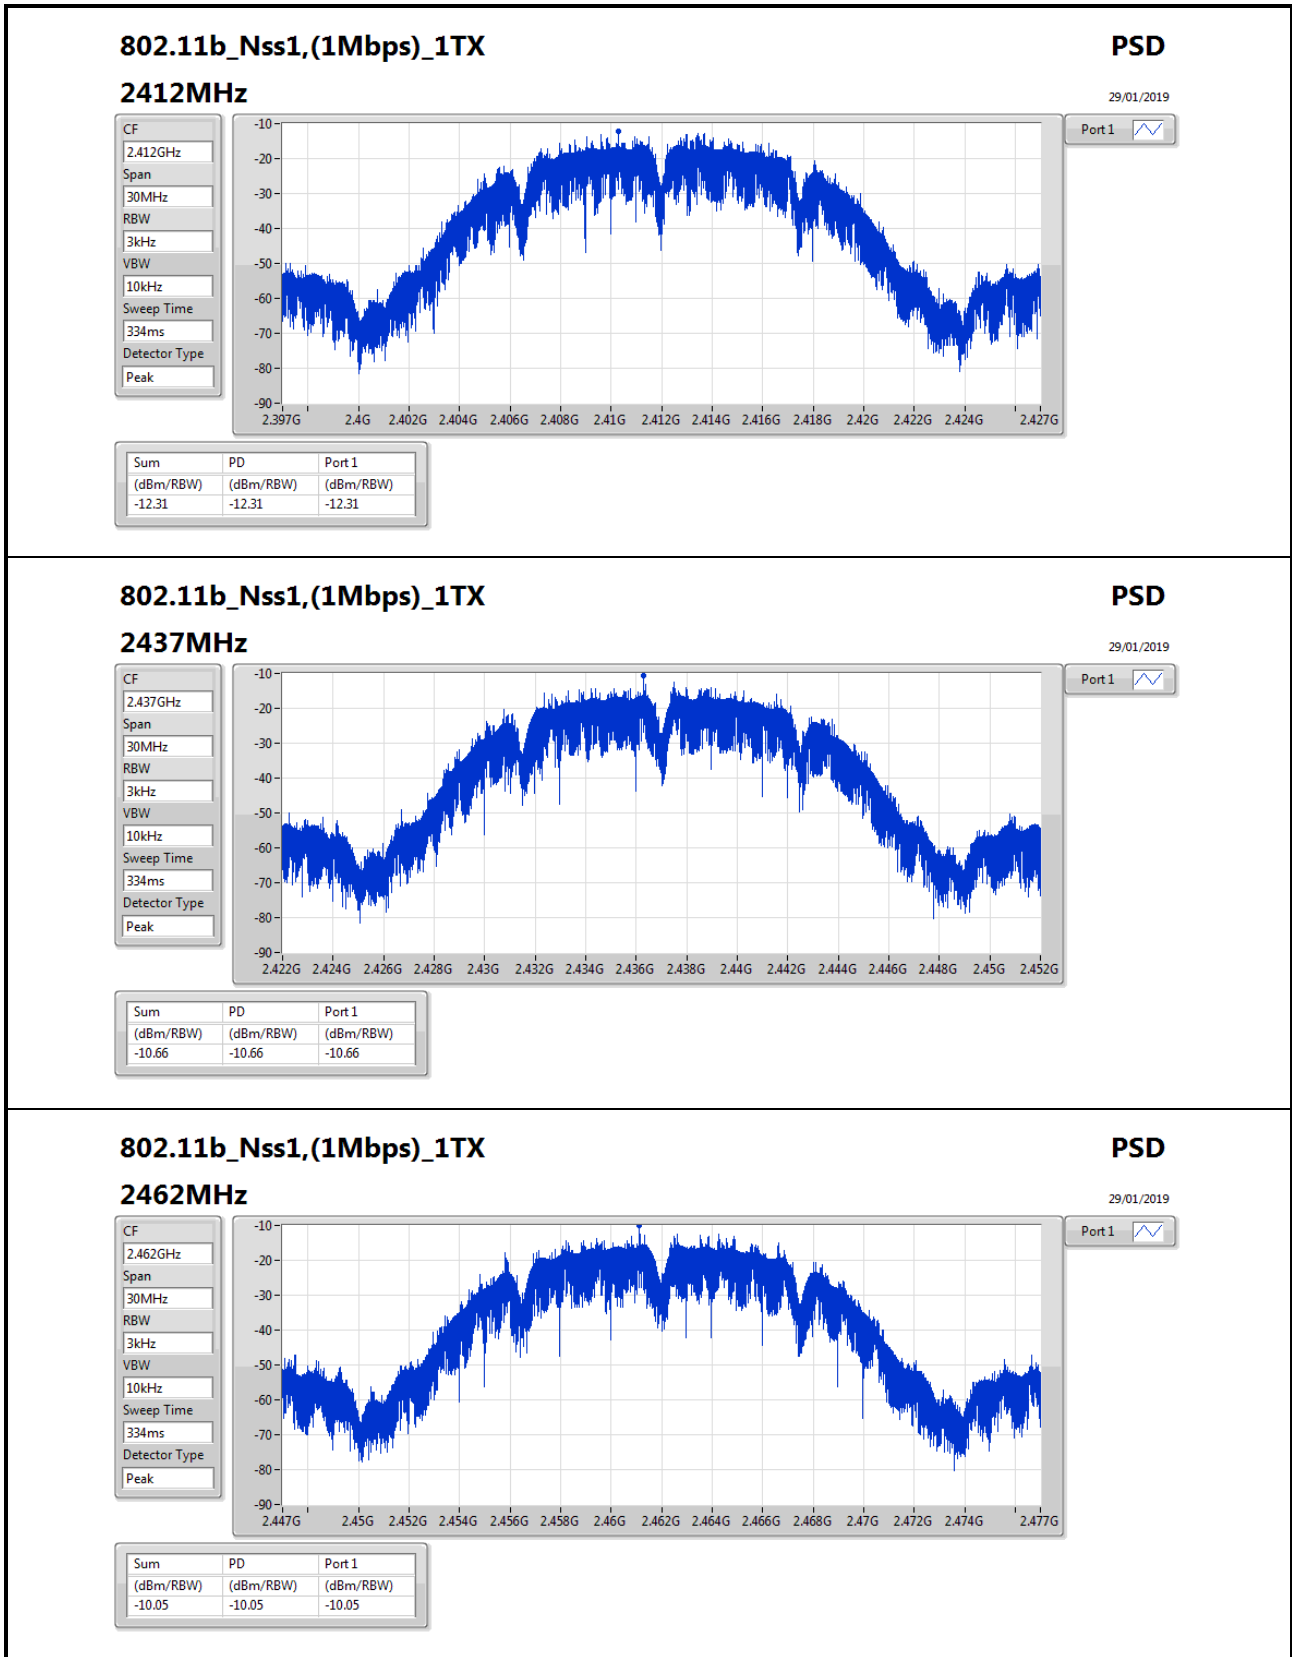 802.11b_Nss1,(1Mbps)_1TX PSD
2412MHz 29/01/2019
CF
2.412GHz
Span
30MHz
RBW
3kHz
VBW
10kHz
Sweep Time
334ms
Detector Type
Peak
-10
-20
-30
-40
-50
-60
-70
-80
-90
2.397G 2.4G 2.402G 2.404G 2.406G 2.408G 2.41G 2.412G 2.414G 2.416G 2.418G 2.42G 2.422G 2.424G 2.427G
Port 1
Sum PD Port 1
(dBm/RBW) (dBm/RBW) (dBm/RBW)
-12.31 -12.31 -12.31
802.11b_Nss1,(1Mbps)_1TX PSD
2437MHz 29/01/2019
CF
2.437GHz
Span
30MHz
RBW
3kHz
VBW
10kHz
Sweep Time
334ms
Detector Type
Peak
-10
-20
-30
-40
-50
-60
-70
-80
-90
2.422G 2.424G 2.426G 2.428G 2.43G 2.432G 2.434G 2.436G 2.438G 2.44G 2.442G 2.444G 2.446G 2.448G 2.45G 2.452G
Port 1
Sum PD Port 1
(dBm/RBW) (dBm/RBW) (dBm/RBW)
-10.66 -10.66 -10.66
802.11b_Nss1,(1Mbps)_1TX PSD
2462MHz 29/01/2019
CF
2.462GHz
Span
30MHz
RBW
3kHz
VBW
10kHz
Sweep Time
334ms
Detector Type
Peak
-10
-20
-30
-40
-50
-60
-70
-80
-90
2.447G 2.45G 2.452G 2.454G 2.456G 2.458G 2.46G 2.462G 2.464G 2.466G 2.468G 2.47G 2.472G 2.474G 2.477G
Port 1
Sum PD Port 1
(dBm/RBW) (dBm/RBW) (dBm/RBW)
-10.05 -10.05 -10.05